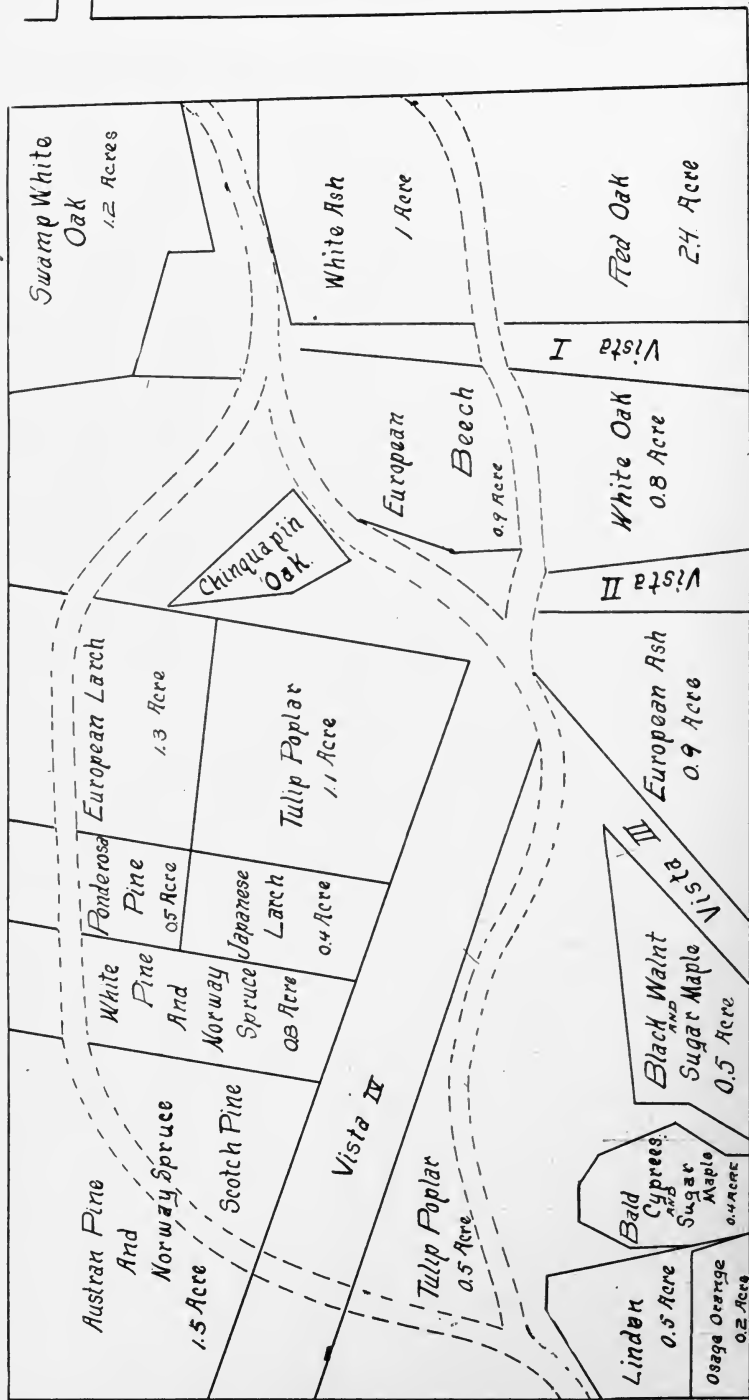 Swamp White
Oak
1.2 Acres
White Ash
1 Acre
Red Oak
2.4 Acre
Vista I
European
Beech
0.9 Acre
White Oak
0.8 Acre
Vista II
Chinquapin
Oak
European Larch
1.3 Acre
Tulip Poplar
1.1 Acre
European Ash
0.9 Acre
Vista III
Ponderosa
Pine
0.5 Acre
Japanese
Larch
0.4 Acre
White
Pine
And
Norway
Spruce
0.8 Acre
Black Walnt
AND
Sugar Maple
0.5 Acre
Vista IV
Austran Pine
And
Norway Spruce
1.5 Acre
Scotch Pine
Tulip Poplar
0.5 Acre
Bald
Cyprees
AND
Sugar
Maple
0.4 ACRE
Linden
0.5 Acre
Osage Orange
0.2 Acre